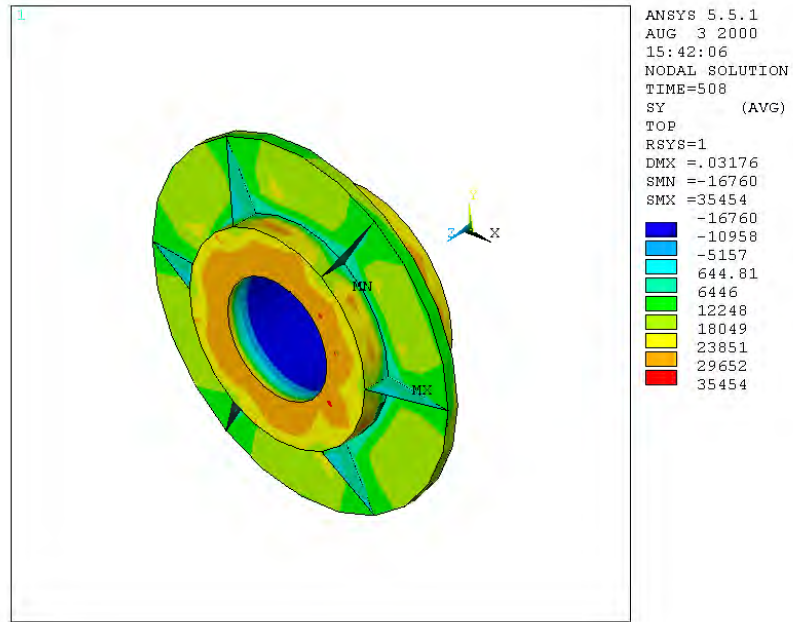 1
ANSYS 5.5.1
AUG 3 2000
15:42:06
NODAL SOLUTION
TIME=508
SY (AVG)
TOP
RSYS=1
DMX =.03176
SMN =-16760
SMX =35454
-16760
-10958
-5157
644.81
6446
12248
18049
23851
29652
35454
Y
Z X
MN
MX